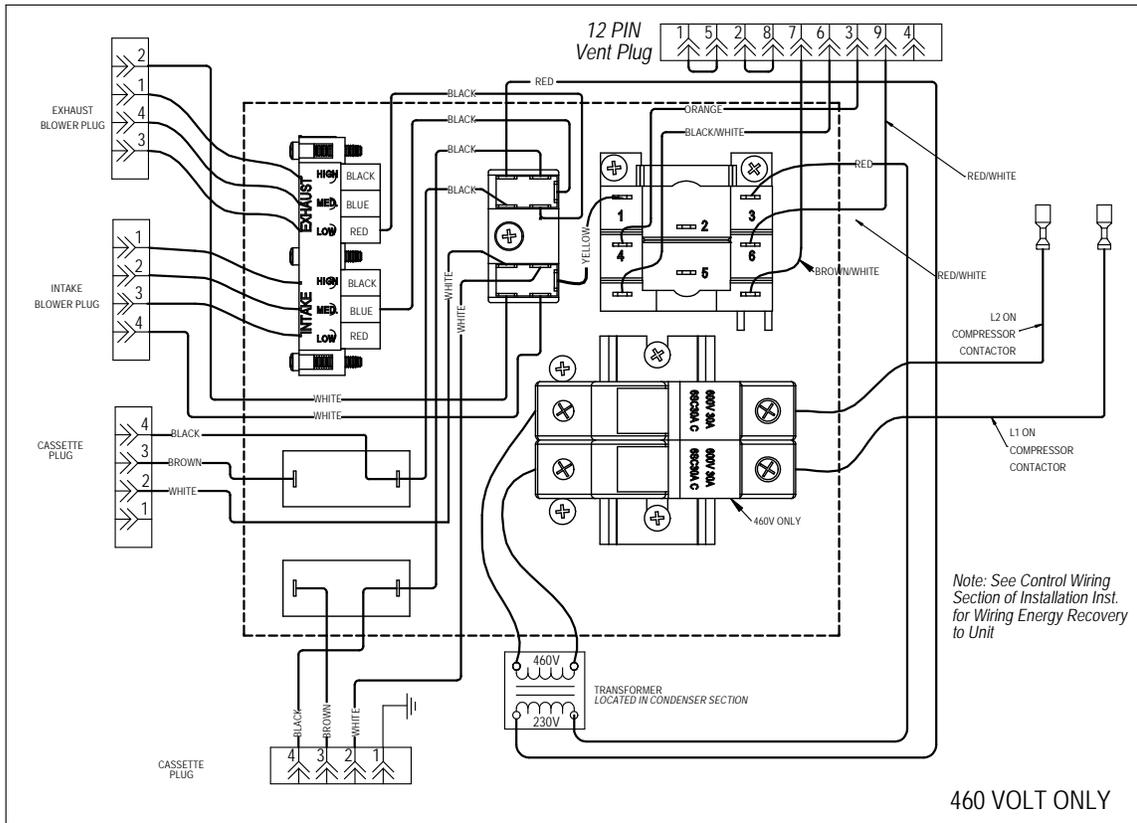 12 PIN
Vent Plug
1 5 2 8 7 6 3 9 4
EXHAUST
BLOWER PLUG
2
1
4
3
INTAKE
BLOWER PLUG
1
2
3
4
CASSETTE
PLUG
4
3
2
1
BLACK
BROWN
WHITE
EXHAUST
HIGH BLACK
MED. BLUE
LOW RED
INTAKE
HIGH BLACK
MED. BLUE
LOW RED
RED
BLACK
BLACK
BLACK
BLACK
WHITE
WHITE
YELLOW
WHITE
WHITE
ORANGE
BLACK/WHITE
RED
RED/WHITE
BROWN/WHITE
RED/WHITE
1
2
3
4
5
6
600V 30A
6SC30A C
600V 30A
6SC30A C
460V ONLY
L2 ON
COMPRESSOR
CONTACTOR
L1 ON
COMPRESSOR
CONTACTOR
Note: See Control Wiring
Section of Installation Inst.
for Wiring Energy Recovery
to Unit
460V
230V
TRANSFORMER
LOCATED IN CONDENSER SECTION
BLACK
BROWN
WHITE
CASSETTE
PLUG
4 3 2 1
460 VOLT ONLY